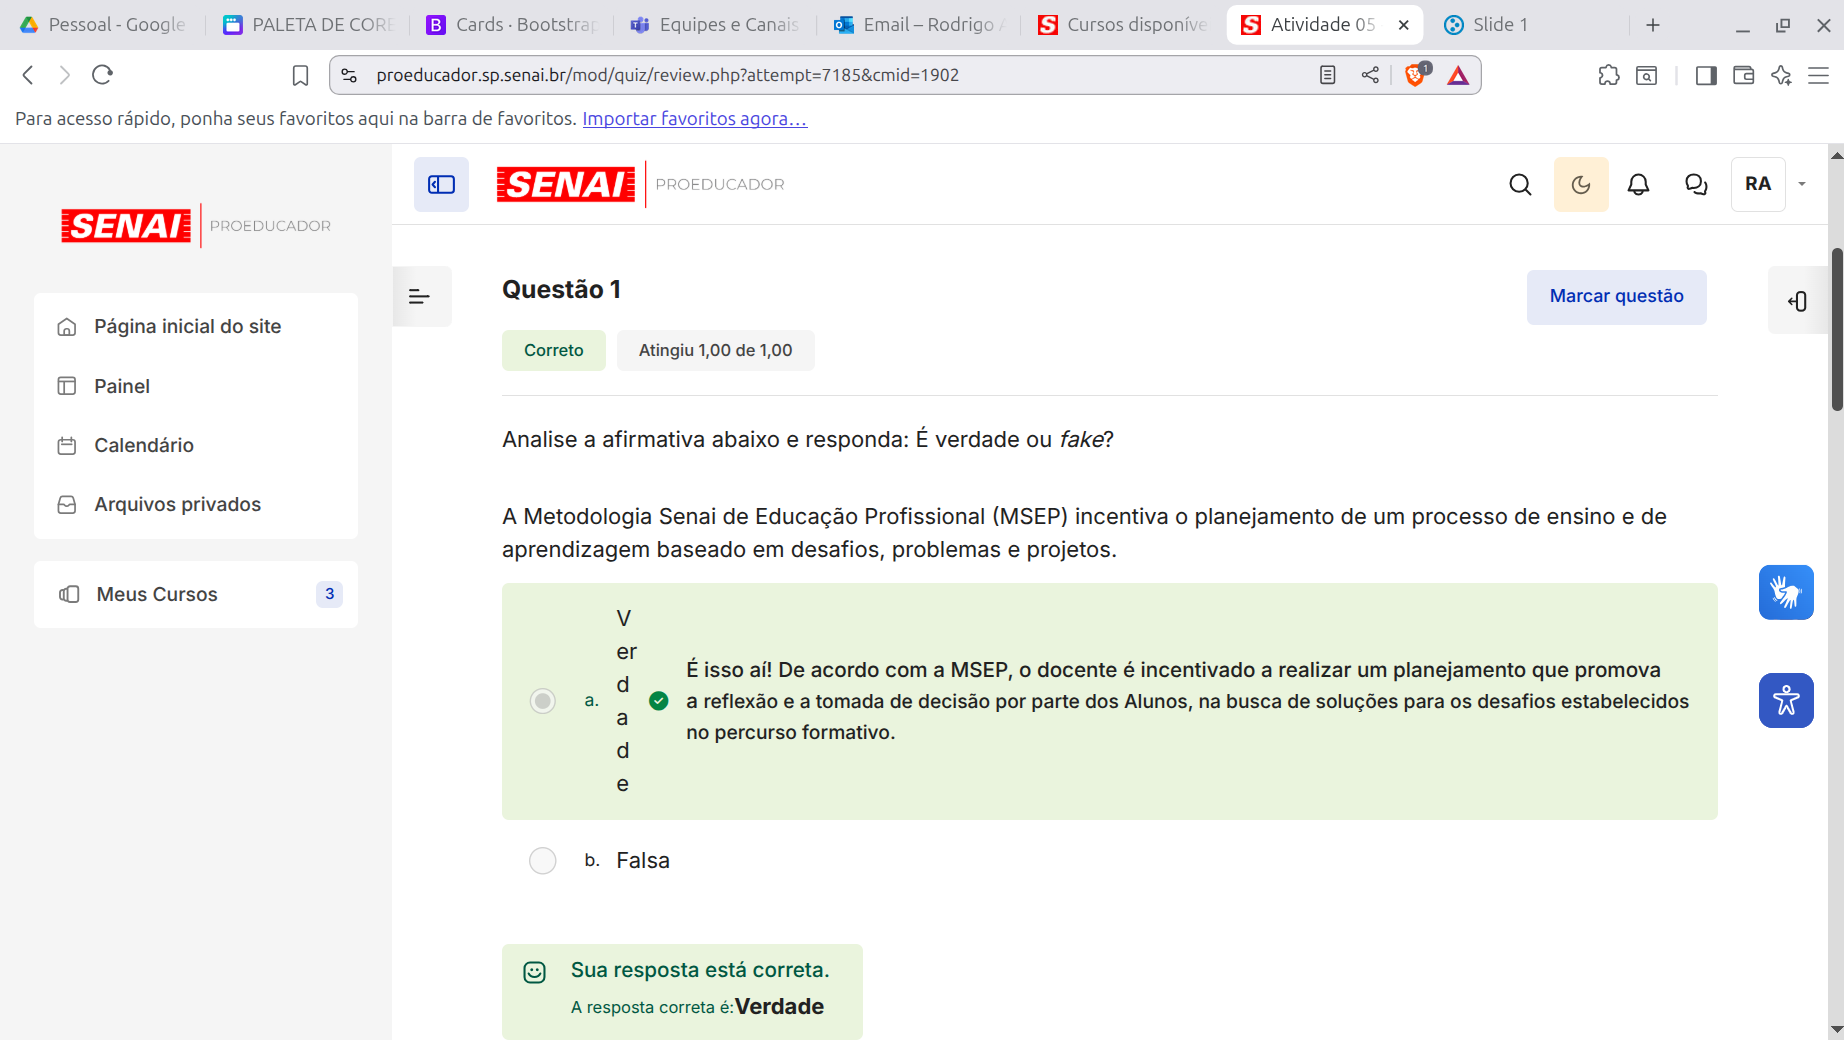 Pessoal - Google
PALETA DE CORE
Cards · Bootstrap
Equipes e Canais
Email – Rodrigo A
Cursos disponíve
Atividade 05
Slide 1
proeducador.sp.senai.br/mod/quiz/review.php?attempt=7185&cmid=1902
1
Para acesso rápido, ponha seus favoritos aqui na barra de favoritos. Importar favoritos agora...
SENAI PROEDUCADOR
RA
SENAI PROEDUCADOR
Página inicial do site
Painel
Calendário
Arquivos privados
Meus Cursos 3
Questão 1
Marcar questão
Correto
Atingiu 1,00 de 1,00
Analise a afirmativa abaixo e responda: É verdade ou fake?
A Metodologia Senai de Educação Profissional (MSEP) incentiva o planejamento de um processo de ensino e de
aprendizagem baseado em desafios, problemas e projetos.
a.
V
er
d
a
d
e
É isso aí! De acordo com a MSEP, o docente é incentivado a realizar um planejamento que promova
a reflexão e a tomada de decisão por parte dos Alunos, na busca de soluções para os desafios estabelecidos
no percurso formativo.
b. Falsa
Sua resposta está correta.
A resposta correta é:Verdade